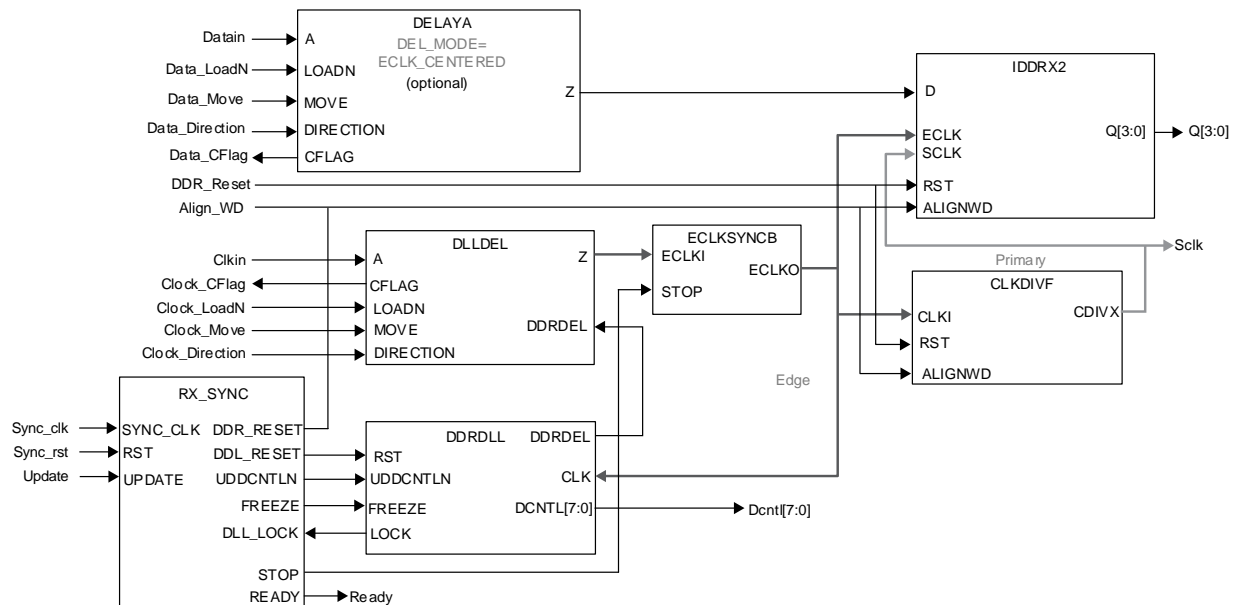 DELAYA
DEL_MODE=
ECLK_CENTERED
(optional)
Datain
A
Data_LoadN
LOADN
Data_Move
MOVE
Data_Direction
DIRECTION
Data_CFlag
CFLAG
Z
IDDRX2
D
ECLK
SCLK
RST
ALIGNWD
Q[3:0]
Q[3:0]
DDR_Reset
Align_WD
DLLDEL
Clkin
A
Clock_CFlag
CFLAG
Clock_LoadN
LOADN
Clock_Move
MOVE
Clock_Direction
DIRECTION
Z
DDRDEL
ECLKSYNCB
ECLKI
ECLKO
STOP
Sclk
Primary
CLKDIVF
CLKI
CDIVX
RST
ALIGNWD
Edge
RX_SYNC
Sync_clk
SYNC_CLK
Sync_rst
RST
Update
UPDATE
DDR_RESET
DDL_RESET
UDDCNTLN
FREEZE
DLL_LOCK
STOP
READY
Ready
DDRDLL
DDRDEL
RST
CLK
UDDCNTLN
FREEZE
DCNTL[7:0]
LOCK
Dcntl[7:0]